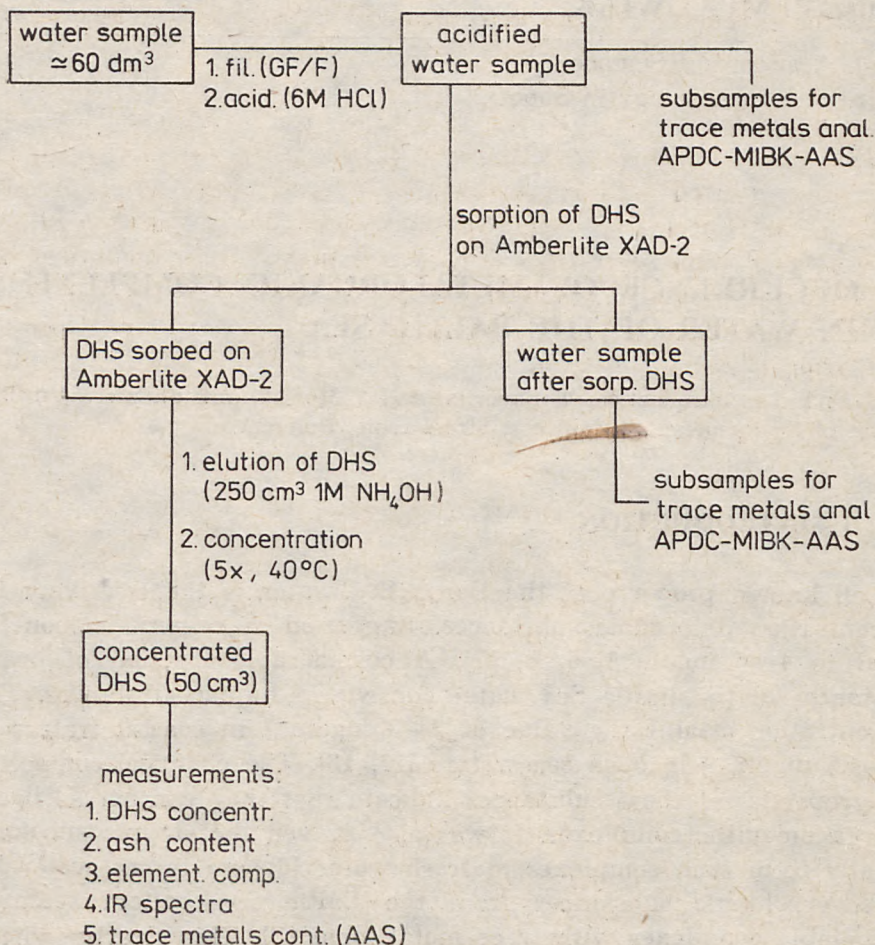 water sample
≃60 dm³
1. fil. (GF/F)
2. acid. (6M HCl)
acidified
water sample
subsamples for
trace metals anal.
APDC-MIBK-AAS
sorption of DHS
on Amberlite XAD-2
DHS sorbed on
Amberlite XAD-2
water sample
after sorp. DHS
1. elution of DHS
(250 cm³ 1M NH₄OH)
2. concentration
(5x, 40°C)
subsamples for
trace metals anal
APDC-MIBK-AAS
concentrated
DHS (50 cm³)
measurements:
1. DHS concentr.
2. ash content
3. element. comp.
4. IR spectra
5. trace metals cont. (AAS)